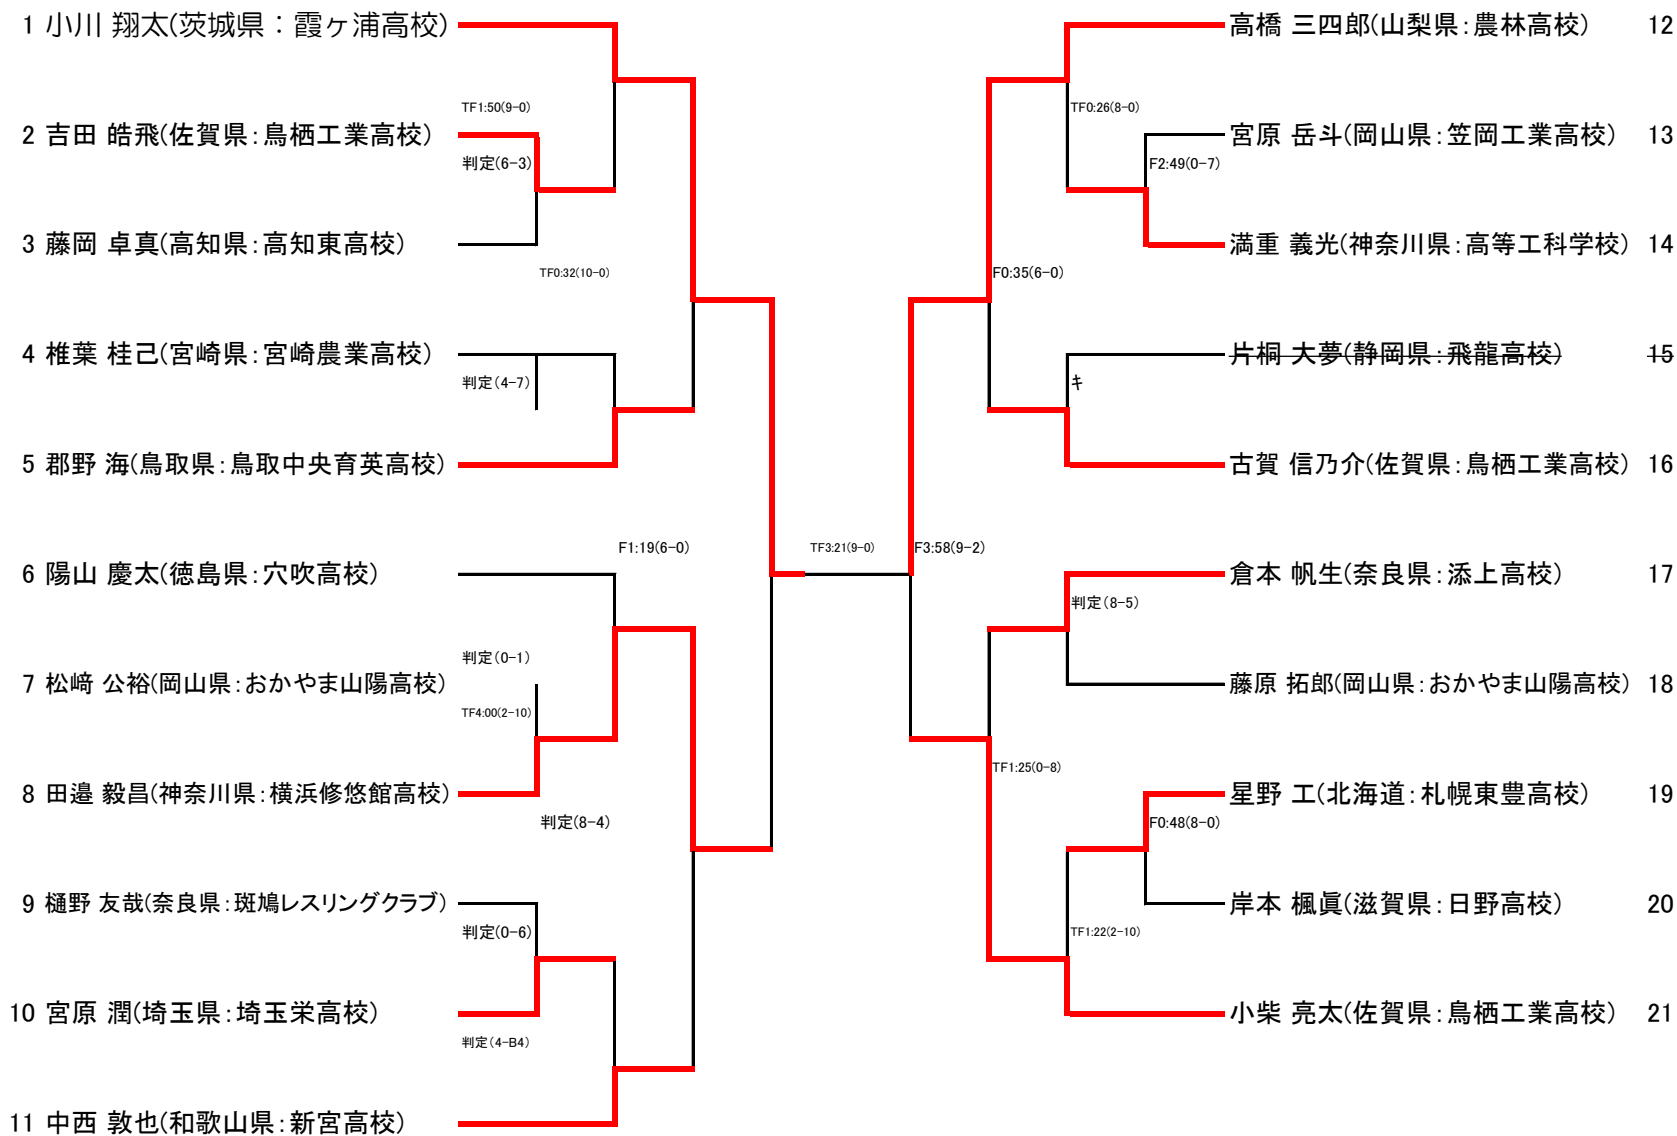 1 小川 翔太(茨城県：霞ヶ浦高校)
TF1:50(9-0)
2 吉田 皓飛(佐賀県：鳥栖工業高校)
判定(6-3)
3 藤岡 卓真(高知県：高知東高校)
TF0:32(10-0)
4 椎葉 桂己(宮崎県：宮崎農業高校)
判定(4-7)
5 郡野 海(鳥取県：鳥取中央育英高校)
F1:19(6-0)
6 陽山 慶太(徳島県：穴吹高校)
判定(0-1)
7 松﨑 公裕(岡山県：おかやま山陽高校)
TF4:00(2-10)
8 田邉 毅昌(神奈川県：横浜修悠館高校)
判定(8-4)
9 樋野 友哉(奈良県：斑鳩レスリングクラブ)
判定(0-6)
10 宮原 潤(埼玉県：埼玉栄高校)
判定(4-B4)
11 中西 敦也(和歌山県：新宮高校)
TF3:21(9-0)
高橋 三四郎(山梨県：農林高校) 12
TF0:26(8-0)
宮原 岳斗(岡山県：笠岡工業高校) 13
F2:49(0-7)
満重 義光(神奈川県：高等工科学校) 14
F0:35(6-0)
片桐 大夢(静岡県：飛龍高校) 15
キ
古賀 信乃介(佐賀県：鳥栖工業高校) 16
F3:58(9-2)
倉本 帆生(奈良県：添上高校) 17
判定(8-5)
藤原 拓郎(岡山県：おかやま山陽高校) 18
TF1:25(0-8)
星野 工(北海道：札幌東豊高校) 19
F0:48(8-0)
岸本 楓眞(滋賀県：日野高校) 20
TF1:22(2-10)
小柴 亮太(佐賀県：鳥栖工業高校) 21